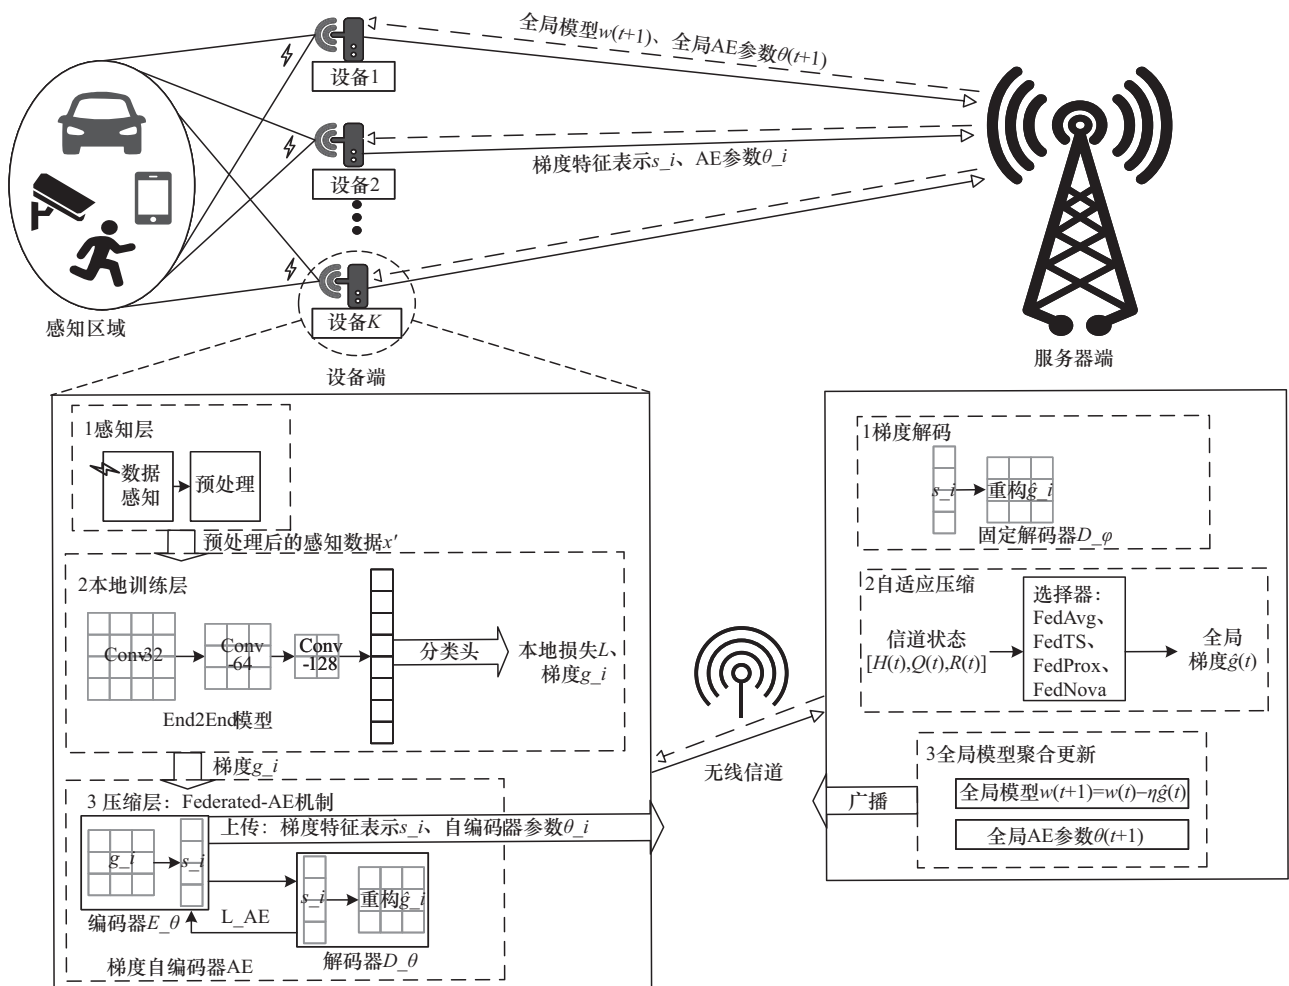 全局模型w(t+1)、全局AE参数θ(t+1)
设备1
梯度特征表示s_i、AE参数θ_i
设备2
设备K
感知区域
设备端
服务器端
1感知层
数据
感知
预处理
预处理后的感知数据x′
2本地训练层
Conv32
Conv
-64
Conv
-128
分类头
本地损失L、
梯度g_i
End2End模型
梯度g_i
3 压缩层：Federated-AE机制
上传：梯度特征表示s_i、自编码器参数θ_i
g_i
s_i
编码器E_θ
L_AE
s_i
重构ĝ_i
解码器D_θ
梯度自编码器AE
无线信道
1梯度解码
s_i
重构ĝ_i
固定解码器D_φ
2自适应压缩
信道状态
[H(t),Q(t),R(t)]
选择器：
FedAvg、
FedTS、
FedProx、
FedNova
全局
梯度ĝ(t)
3全局模型聚合更新
广播
全局模型w(t+1)=w(t)−ηĝ(t)
全局AE参数θ(t+1)